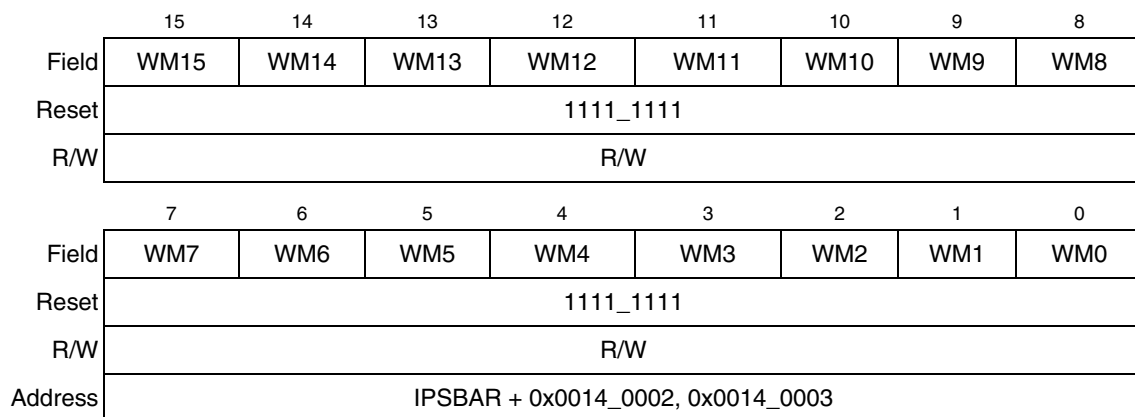 15 14 13 12 11 10 9 8
Field WM15 WM14 WM13 WM12 WM11 WM10 WM9 WM8
Reset 1111_1111
R/W R/W
7 6 5 4 3 2 1 0
Field WM7 WM6 WM5 WM4 WM3 WM2 WM1 WM0
Reset 1111_1111
R/W R/W
Address IPSBAR + 0x0014_0002, 0x0014_0003